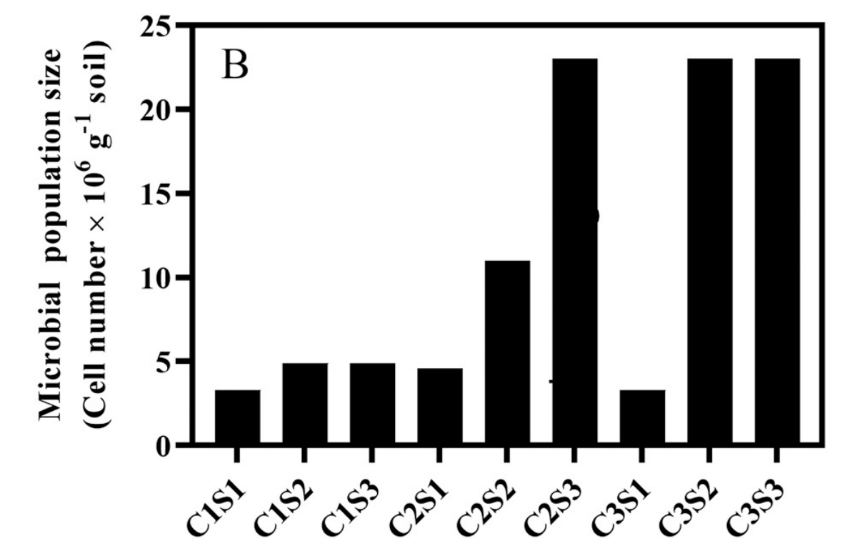 Microbial population size
(Cell number × 10⁶ g⁻¹ soil)
B
25
20
15
10
5
0
C1S1
C1S2
C1S3
C2S1
C2S2
C2S3
C3S1
C3S2
C3S3